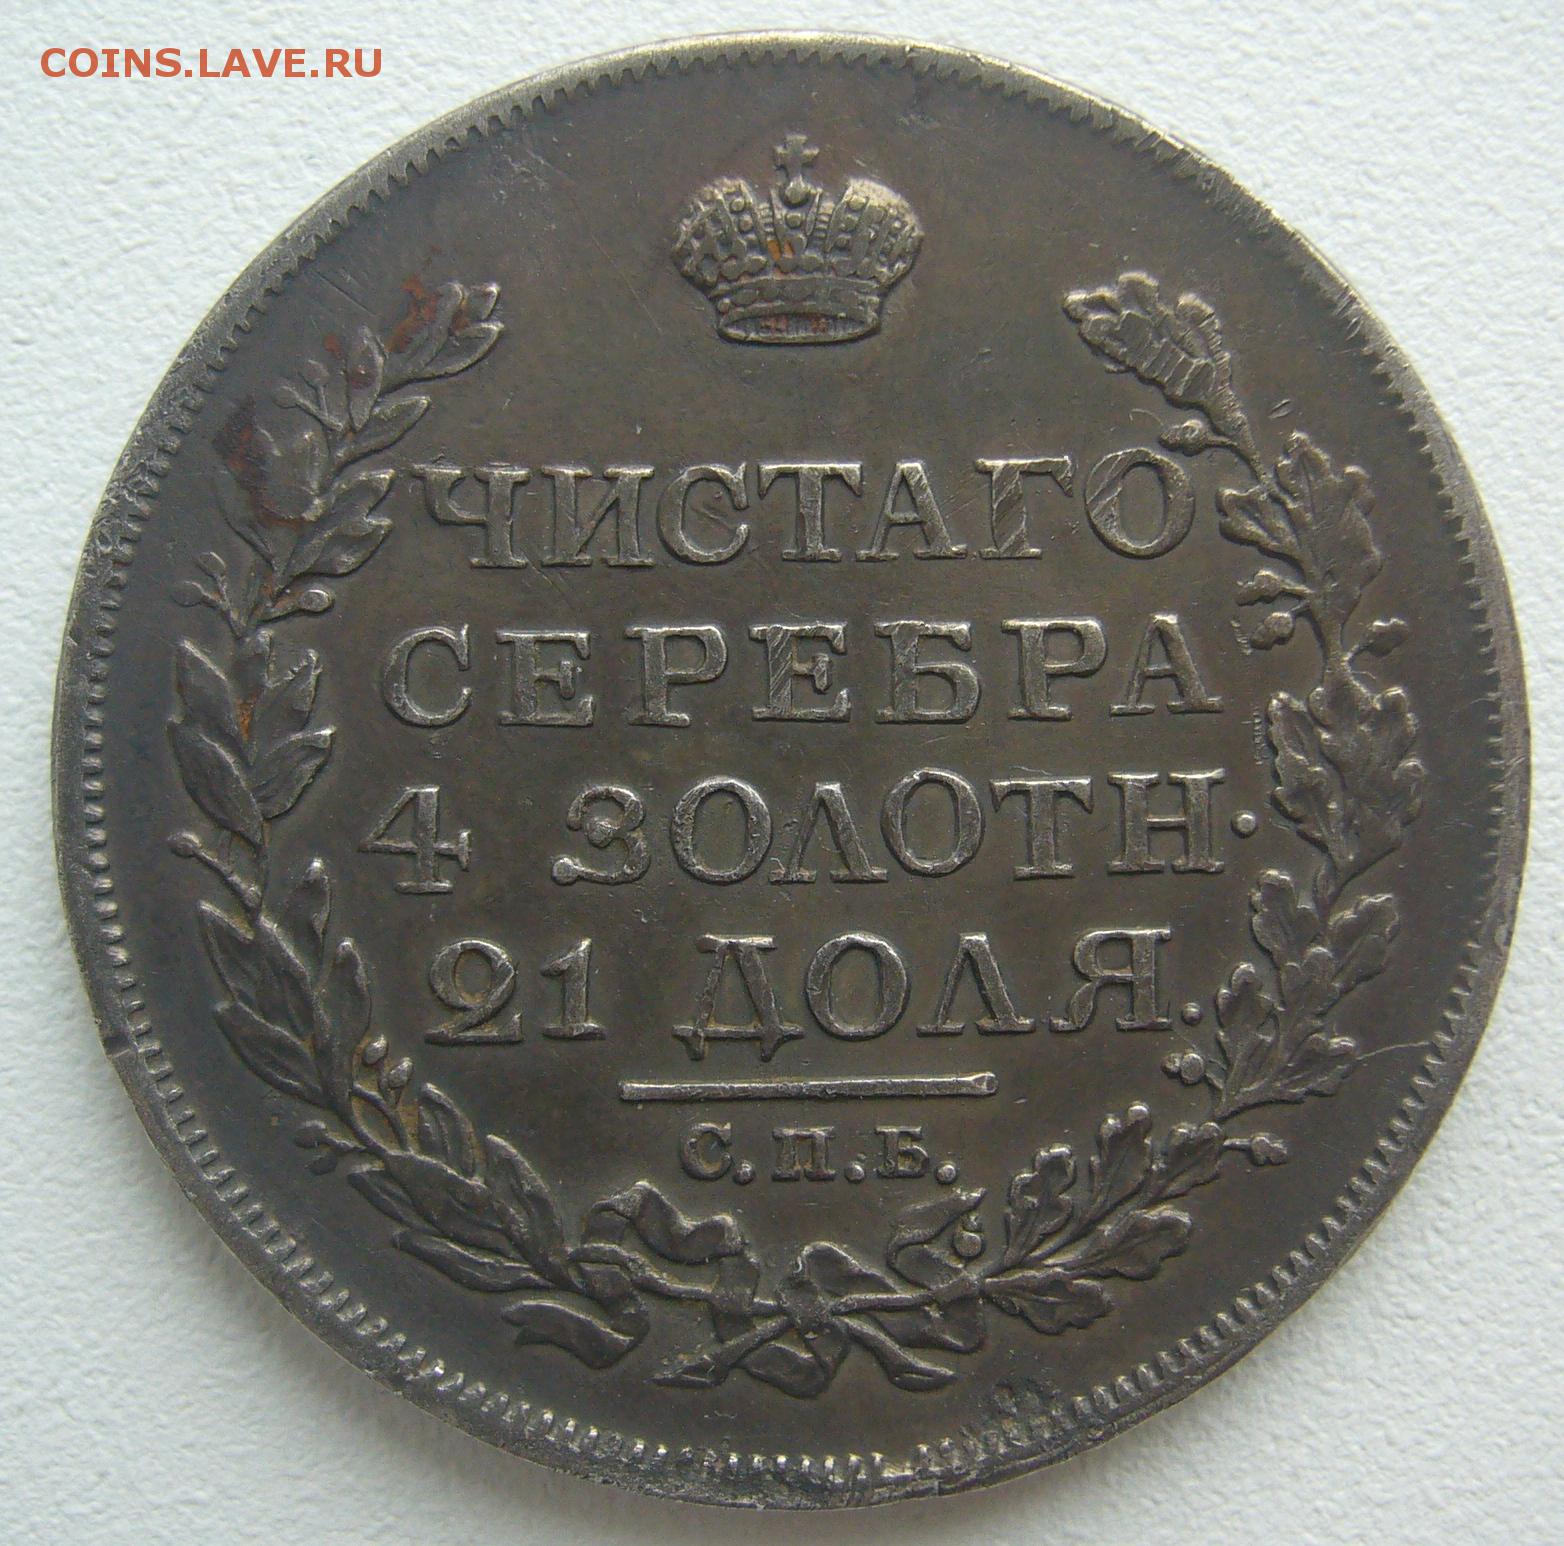 COINS.LAVE.RU
ЧИСТАГО
СЕРЕБРА
4 ЗОЛОТН.
21 ДОЛЯ.
С.П.Б.